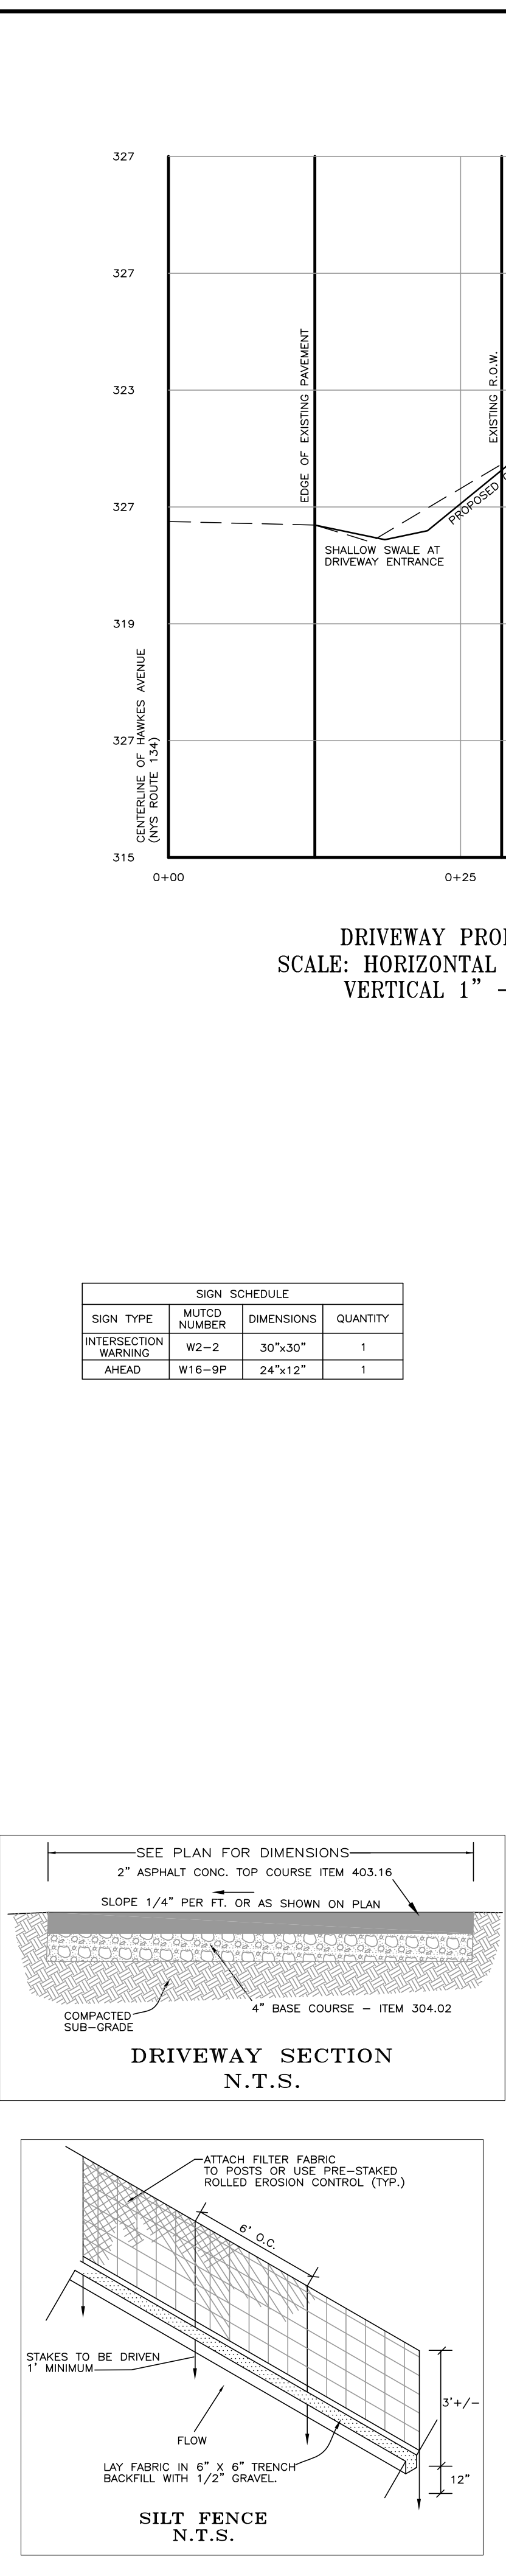 327
327
323
327
319
327
315
EDGE OF EXISTING PAVEMENT
EXISTING R.O.W.
PROPOSED
SHALLOW SWALE AT
DRIVEWAY ENTRANCE
CENTERLINE OF HAWKES AVENUE
(NYS ROUTE 134)
0+00
0+25
DRIVEWAY PRO
SCALE: HORIZONTAL
VERTICAL 1" -
SIGN SCHEDULE
SIGN TYPE
MUTCD
NUMBER
DIMENSIONS
QUANTITY
INTERSECTION
WARNING
W2-2
30"x30"
1
AHEAD
W16-9P
24"x12"
1
SEE PLAN FOR DIMENSIONS
2" ASPHALT CONC. TOP COURSE ITEM 403.16
SLOPE 1/4" PER FT. OR AS SHOWN ON PLAN
4" BASE COURSE - ITEM 304.02
COMPACTED
SUB-GRADE
DRIVEWAY SECTION
N.T.S.
ATTACH FILTER FABRIC
TO POSTS OR USE PRE-STAKED
ROLLED EROSION CONTROL (TYP.)
6' O.C.
STAKES TO BE DRIVEN
1' MINIMUM
3'+/-
FLOW
LAY FABRIC IN 6" X 6" TRENCH
BACKFILL WITH 1/2" GRAVEL.
12"
SILT FENCE
N.T.S.